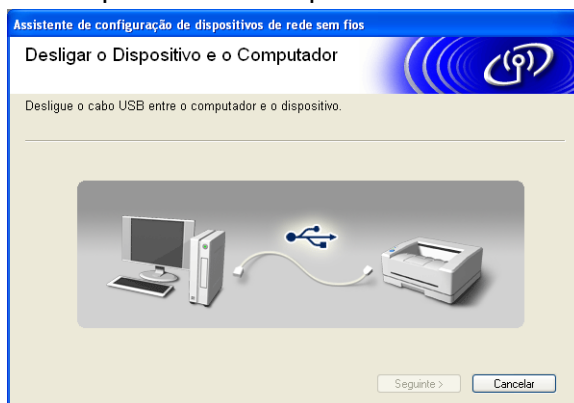 Assistente de configuração de dispositivos de rede sem fios
Desligar o Dispositivo e o Computador
Desligue o cabo USB entre o computador e o dispositivo.
Seguinte >
Cancelar